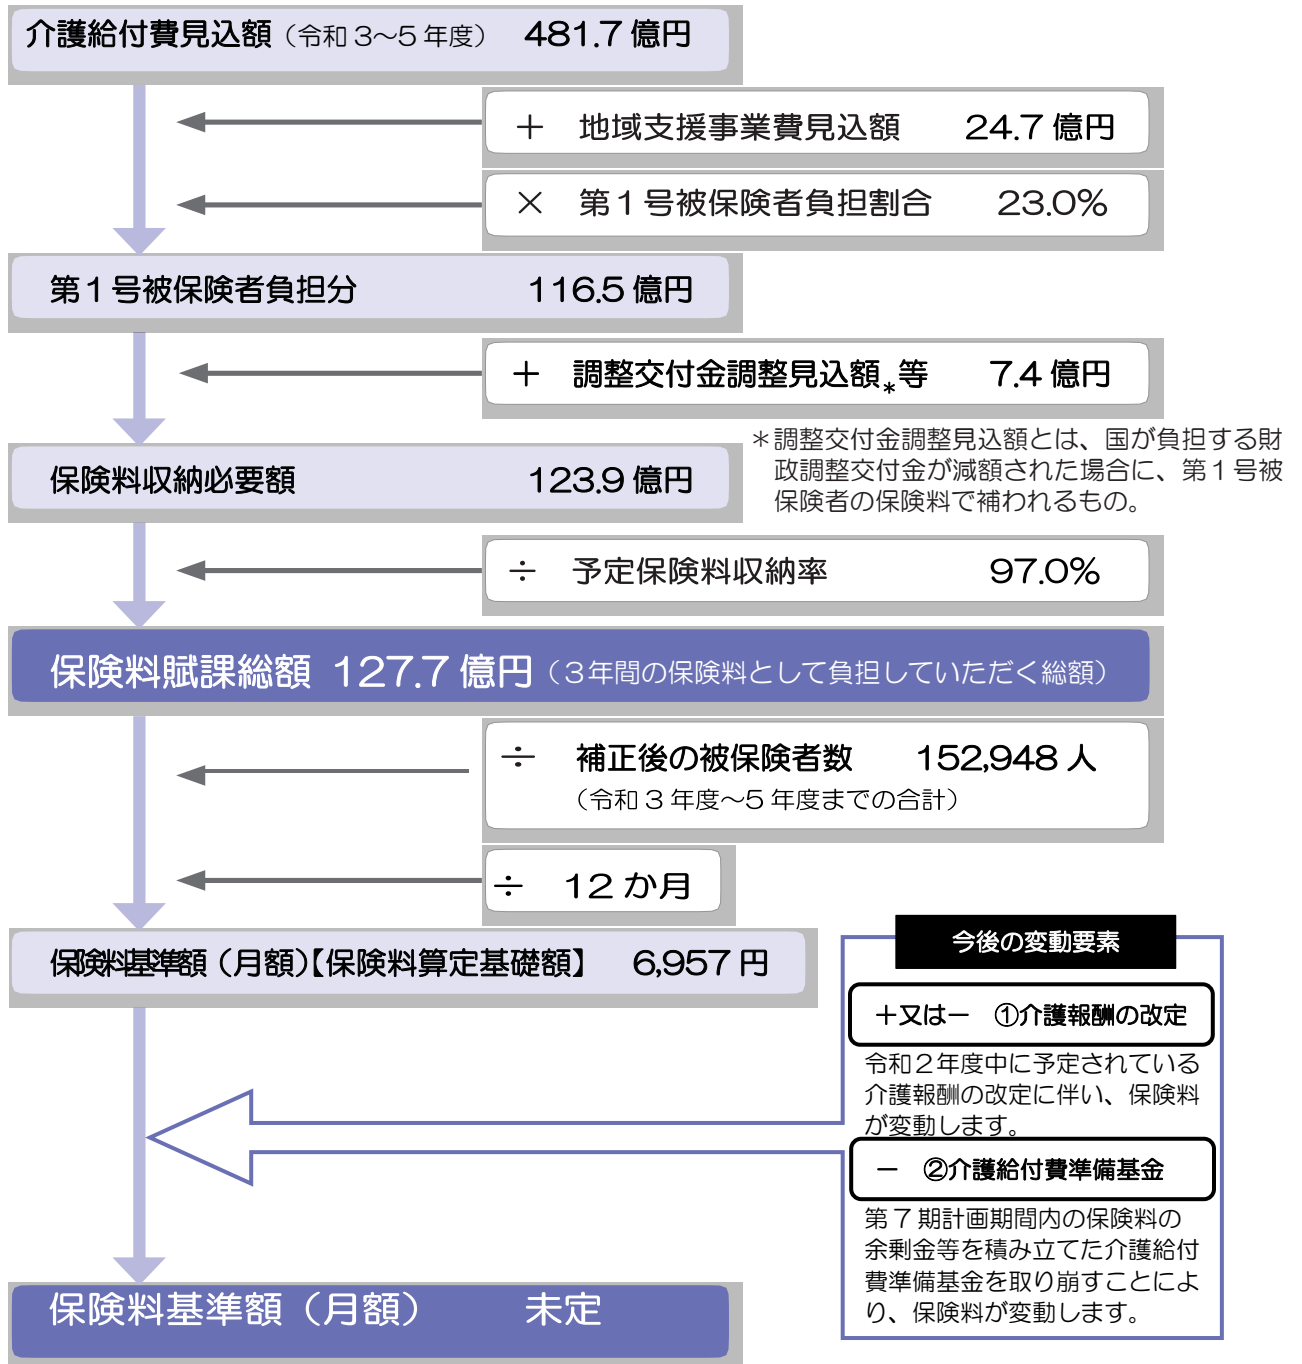 介護給付費見込額（令和3～5年度） 481.7億円
＋ 地域支援事業費見込額 24.7億円
× 第1号被保険者負担割合 23.0%
第1号被保険者負担分 116.5億円
＋ 調整交付金調整見込額*等 7.4億円
＊調整交付金調整見込額とは、国が負担する財
政調整交付金が減額された場合に、第1号被
保険者の保険料で補われるもの。
保険料収納必要額 123.9億円
÷ 予定保険料収納率 97.0%
保険料賦課総額 127.7億円（3年間の保険料として負担していただく総額）
÷ 補正後の被保険者数 152,948人
（令和3年度～5年度までの合計）
÷ 12か月
保険料基準額（月額）【保険料算定基礎額】 6,957円
今後の変動要素
＋又は－ ①介護報酬の改定
令和2年度中に予定されている
介護報酬の改定に伴い、保険料
が変動します。
－ ②介護給付費準備基金
第7期計画期間内の保険料の
余剰金等を積み立てた介護給付
費準備基金を取り崩すことによ
り、保険料が変動します。
保険料基準額（月額） 未定